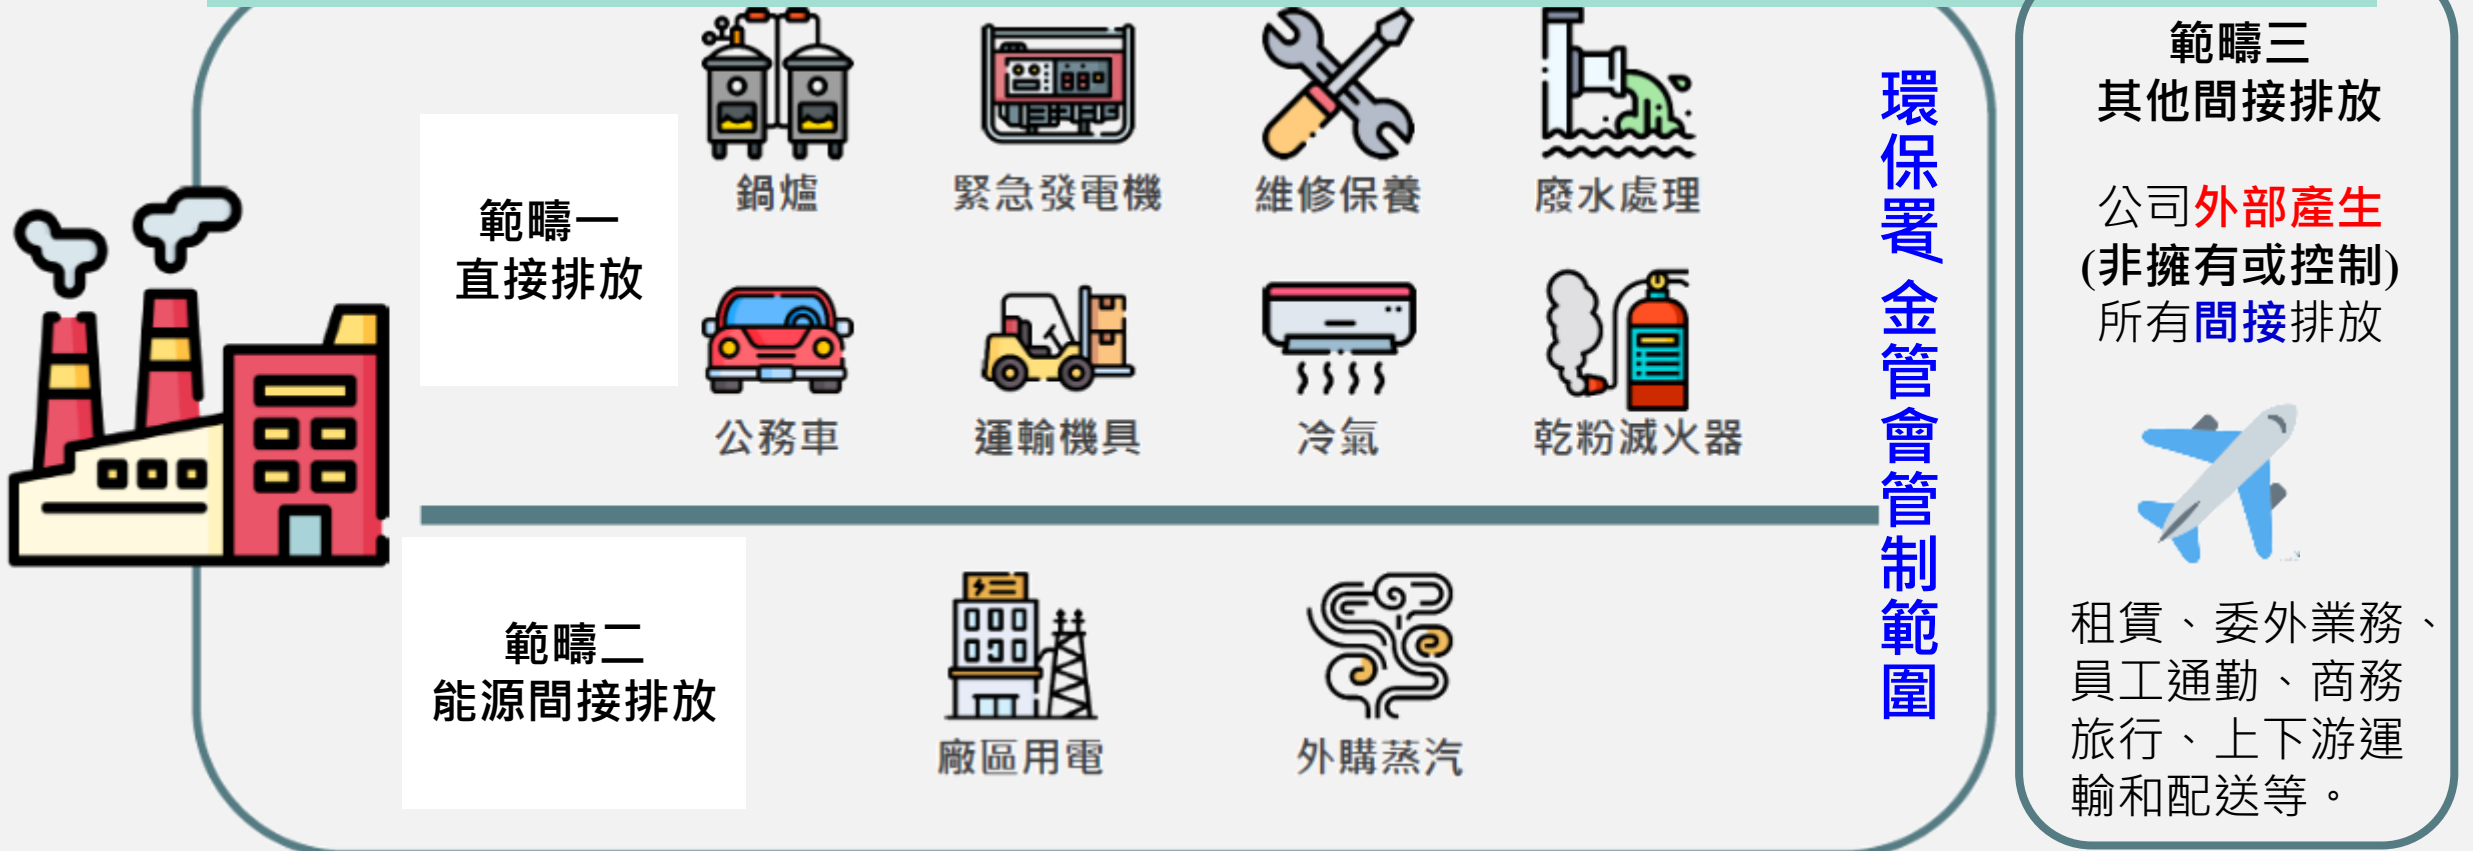 範疇一
直接排放
鍋爐
緊急發電機
維修保養
廢水處理
公務車
運輸機具
冷氣
乾粉滅火器
範疇二
能源間接排放
廠區用電
外購蒸汽
環保署/金管會管制範圍
範疇三
其他間接排放
公司外部產生
(非擁有或控制)
所有間接排放
租賃、委外業務、
員工通勤、商務
旅行、上下游運
輸和配送等。